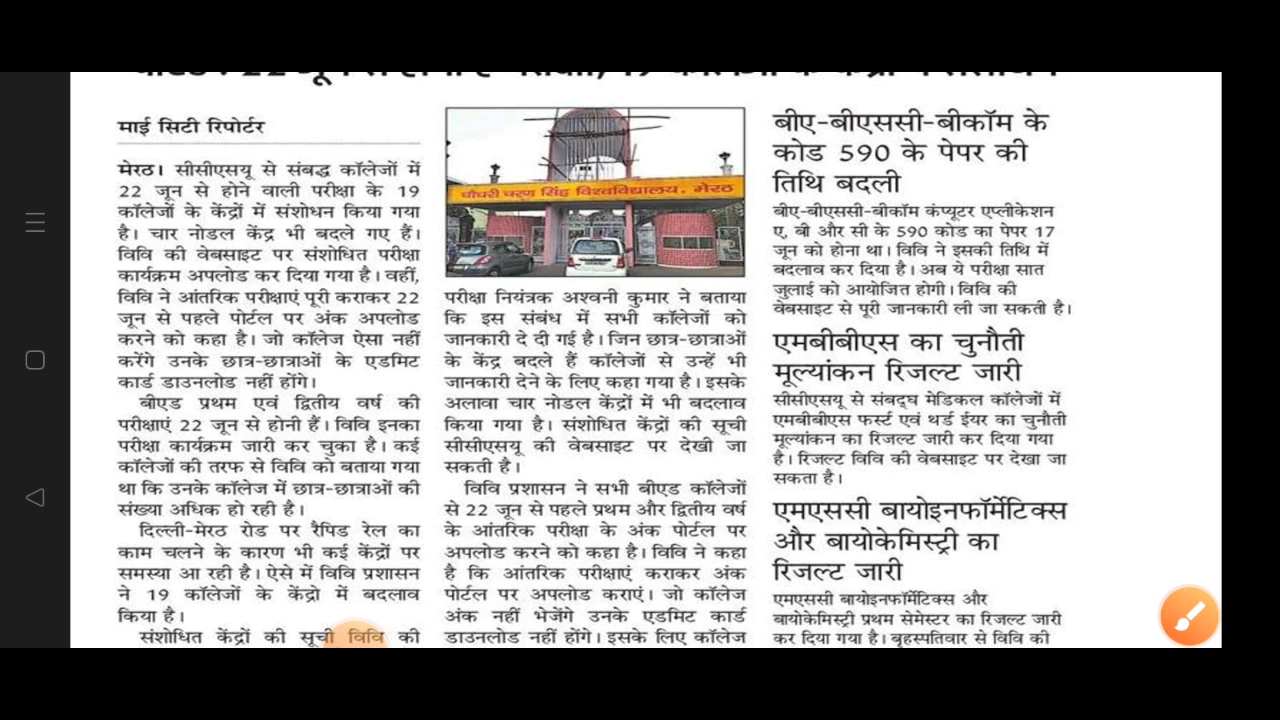 माई सिटी रिपोर्टर
मेरठ। सीसीएसयू से संबद्ध कॉलेजों में
22 जून से होने वाली परीक्षा के 19
कॉलेजों के केंद्रों में संशोधन किया गया
है। चार नोडल केंद्र भी बदले गए हैं।
विवि की वेबसाइट पर संशोधित परीक्षा
कार्यक्रम अपलोड कर दिया गया है। वहीं,
विवि ने आंतरिक परीक्षाएं पूरी कराकर 22
जून से पहले पोर्टल पर अंक अपलोड
करने को कहा है। जो कॉलेज ऐसा नहीं
करेंगे उनके छात्र-छात्राओं के एडमिट
कार्ड डाउनलोड नहीं होंगे।
बीएड प्रथम एवं द्वितीय वर्ष की
परीक्षाएं 22 जून से होनी हैं। विवि इनका
परीक्षा कार्यक्रम जारी कर चुका है। कई
कॉलेजों की तरफ से विवि को बताया गया
था कि उनके कॉलेज में छात्र-छात्राओं की
संख्या अधिक हो रही है।
दिल्ली-मेरठ रोड पर रैपिड रेल का
काम चलने के कारण भी कई केंद्रों पर
समस्या आ रही है। ऐसे में विवि प्रशासन
ने 19 कॉलेजों के केंद्रो में बदलाव
किया है।
संशोधित केंद्रों की सूची विवि की
चौधरी चरण सिंह विश्वविद्यालय, मेरठ
परीक्षा नियंत्रक अश्वनी कुमार ने बताया
कि इस संबंध में सभी कॉलेजों को
जानकारी दे दी गई है। जिन छात्र-छात्राओं
के केंद्र बदले हैं कॉलेजों से उन्हें भी
जानकारी देने के लिए कहा गया है। इसके
अलावा चार नोडल केंद्रों में भी बदलाव
किया गया है। संशोधित केंद्रों की सूची
सीसीएसयू की वेबसाइट पर देखी जा
सकती है।
विवि प्रशासन ने सभी बीएड कॉलेजों
से 22 जून से पहले प्रथम और द्वितीय वर्ष
के आंतरिक परीक्षा के अंक पोर्टल पर
अपलोड करने को कहा है। विवि ने कहा
है कि आंतरिक परीक्षाएं कराकर अंक
पोर्टल पर अपलोड कराएं। जो कॉलेज
अंक नहीं भेजेंगे उनके एडमिट कार्ड
डाउनलोड नहीं होंगे। इसके लिए कॉलेज
बीए-बीएससी-बीकॉम के
कोड 590 के पेपर की
तिथि बदली
बीए-बीएससी-बीकॉम कंप्यूटर एप्लीकेशन
ए, बी और सी के 590 कोड का पेपर 17
जून को होना था। विवि ने इसकी तिथि में
बदलाव कर दिया है। अब ये परीक्षा सात
जुलाई को आयोजित होगी। विवि की
वेबसाइट से पूरी जानकारी ली जा सकती है।
एमबीबीएस का चुनौती
मूल्यांकन रिजल्ट जारी
सीसीएसयू से संबद्घ मेडिकल कॉलेजों में
एमबीबीएस फर्स्ट एवं थर्ड ईयर का चुनौती
मूल्यांकन का रिजल्ट जारी कर दिया गया
है। रिजल्ट विवि की वेबसाइट पर देखा जा
सकता है।
एमएससी बायोइनफॉर्मेटिक्स
और बायोकेमिस्ट्री का
रिजल्ट जारी
एमएससी बायोइनफॉर्मेटिक्स और
बायोकेमिस्ट्री प्रथम सेमेस्टर का रिजल्ट जारी
कर दिया गया है। बृहस्पतिवार से विवि की